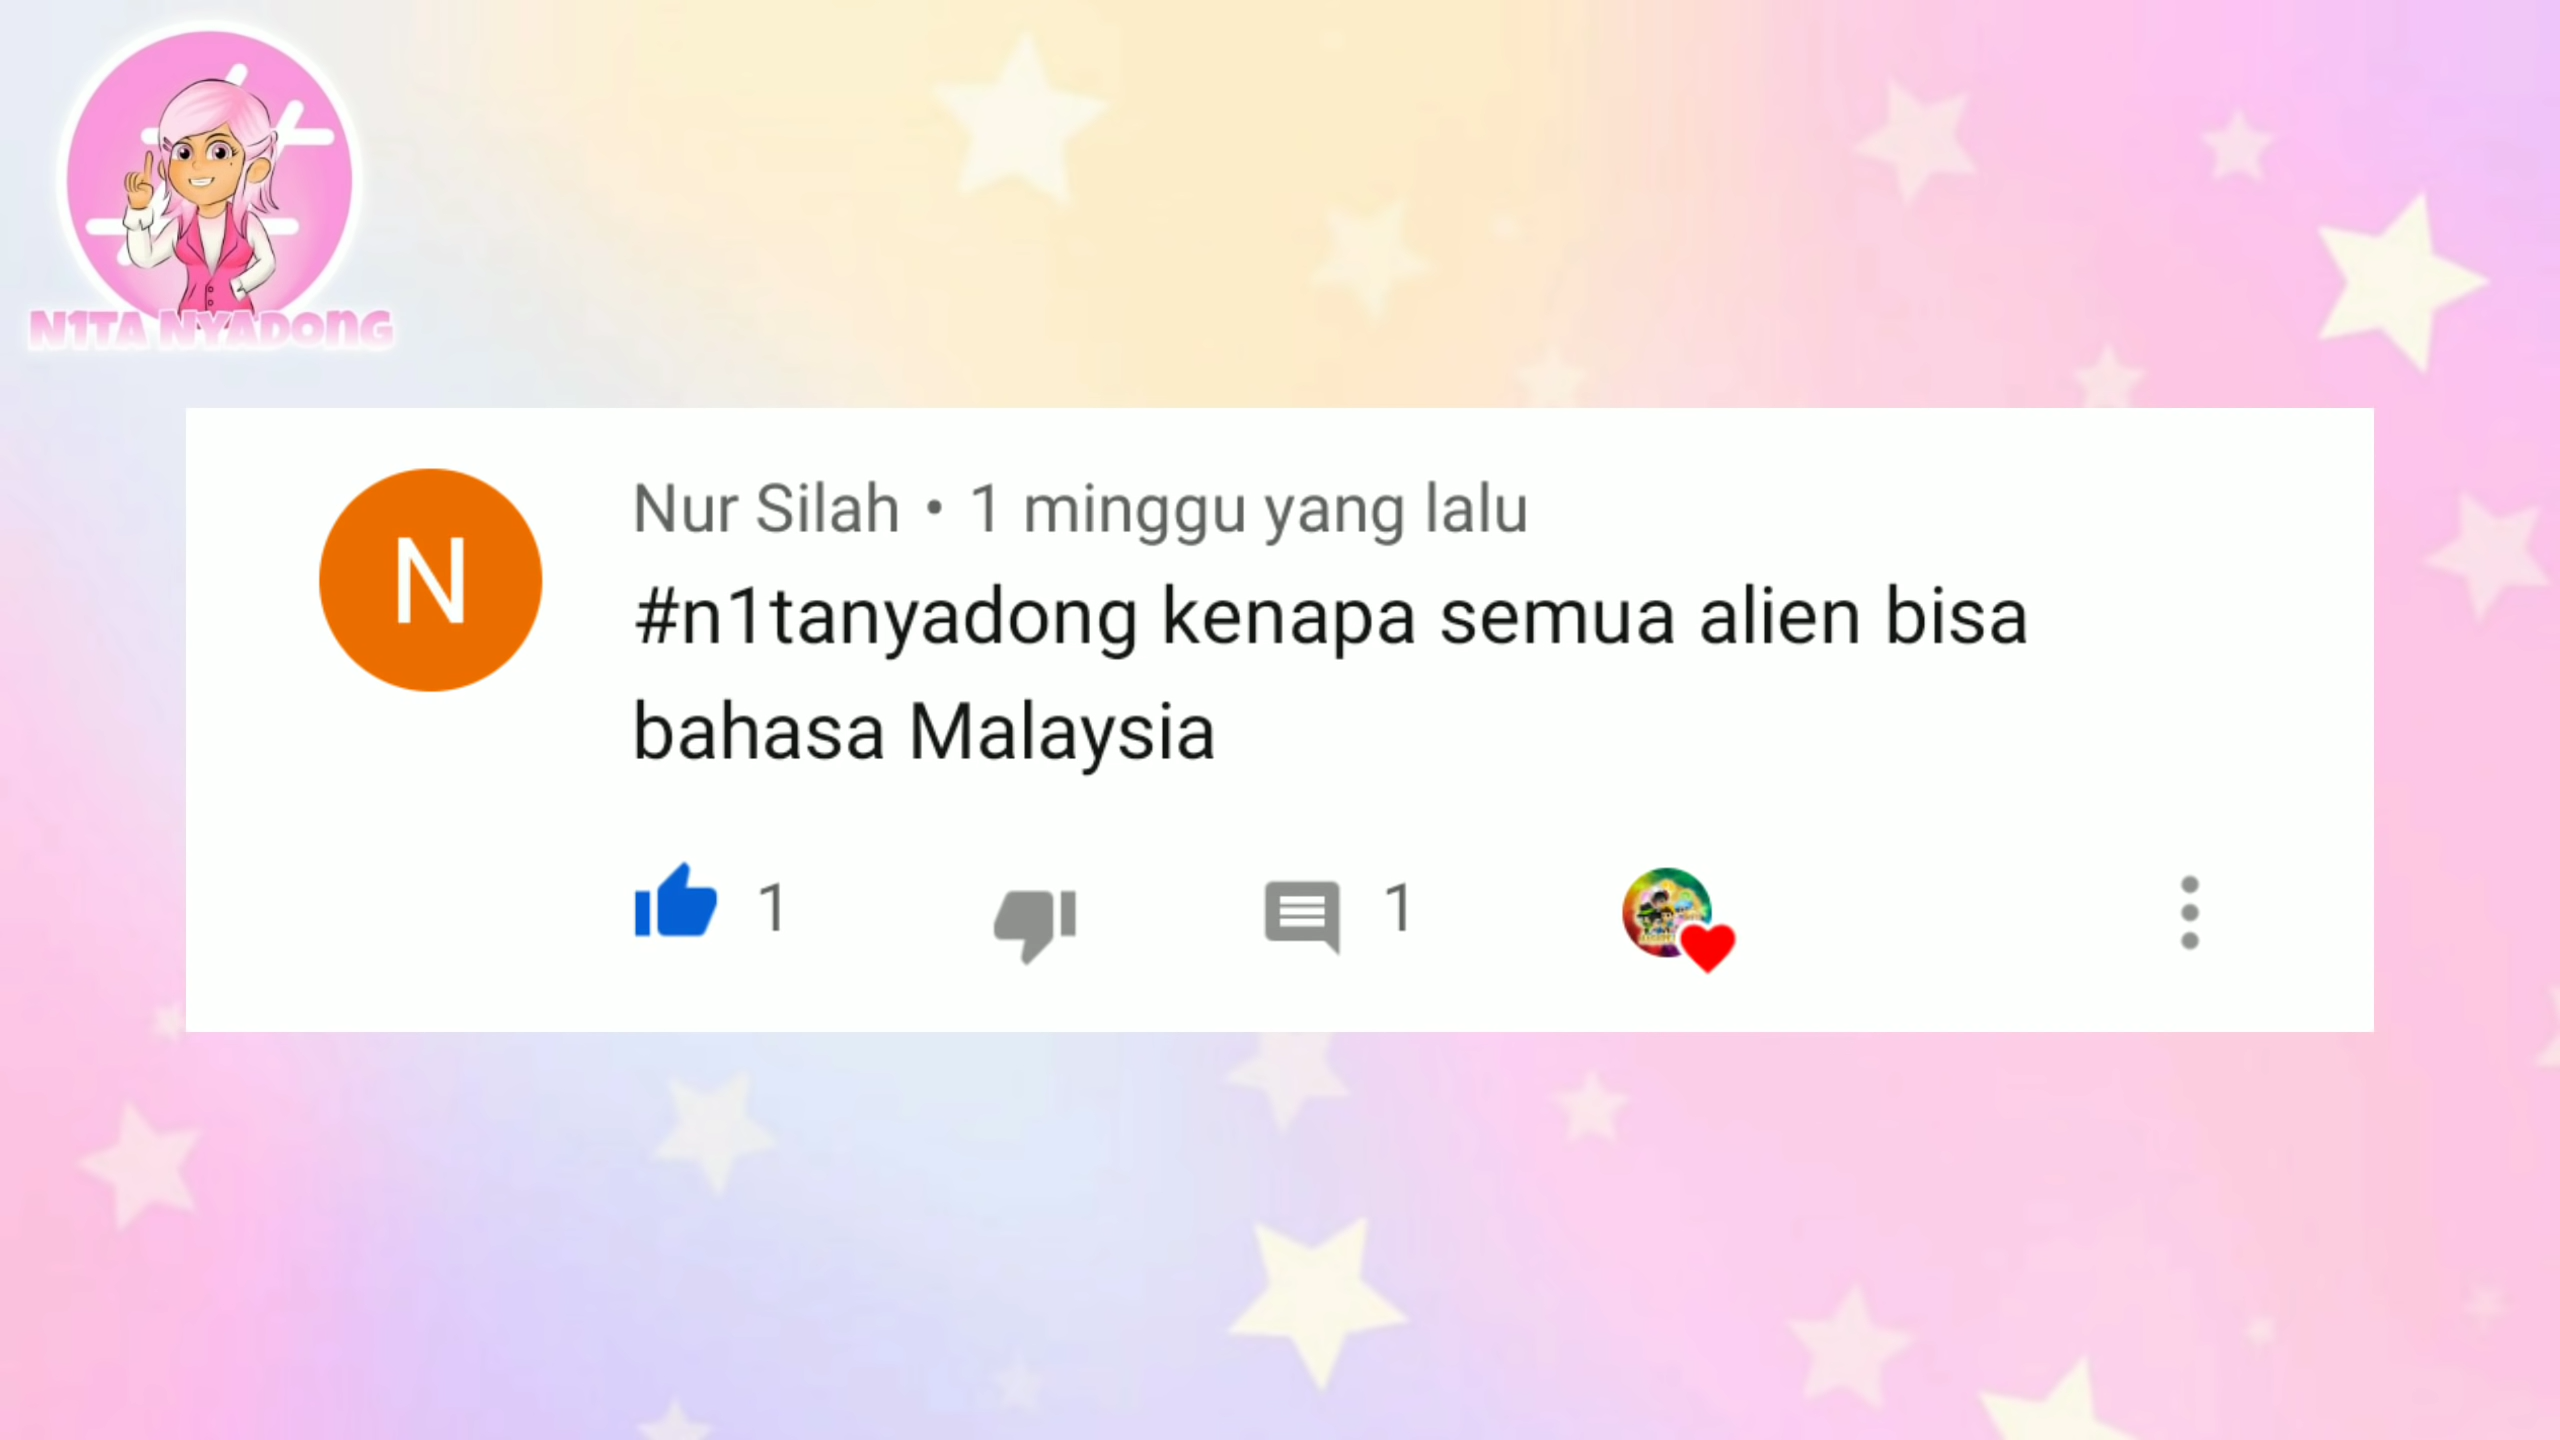 N1TA NYADONG
N
Nur Silah • 1 minggu yang lalu
#n1tanyadong kenapa semua alien bisa
bahasa Malaysia
1
1